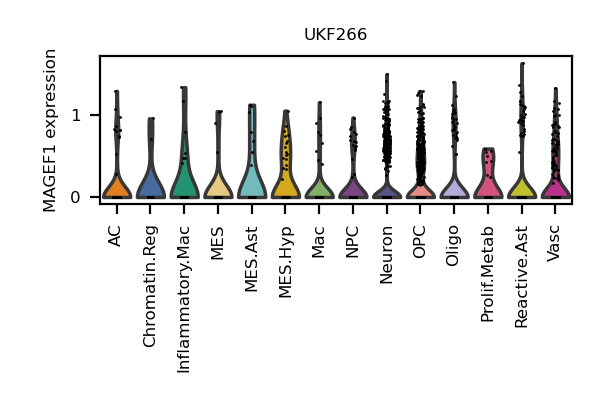 UKF266
MAGEF1 expression
1
0
AC
Chromatin.Reg
Inflammatory.Mac
MES
MES.Ast
MES.Hyp
Mac
NPC
Neuron
OPC
Oligo
Prolif.Metab
Reactive.Ast
Vasc